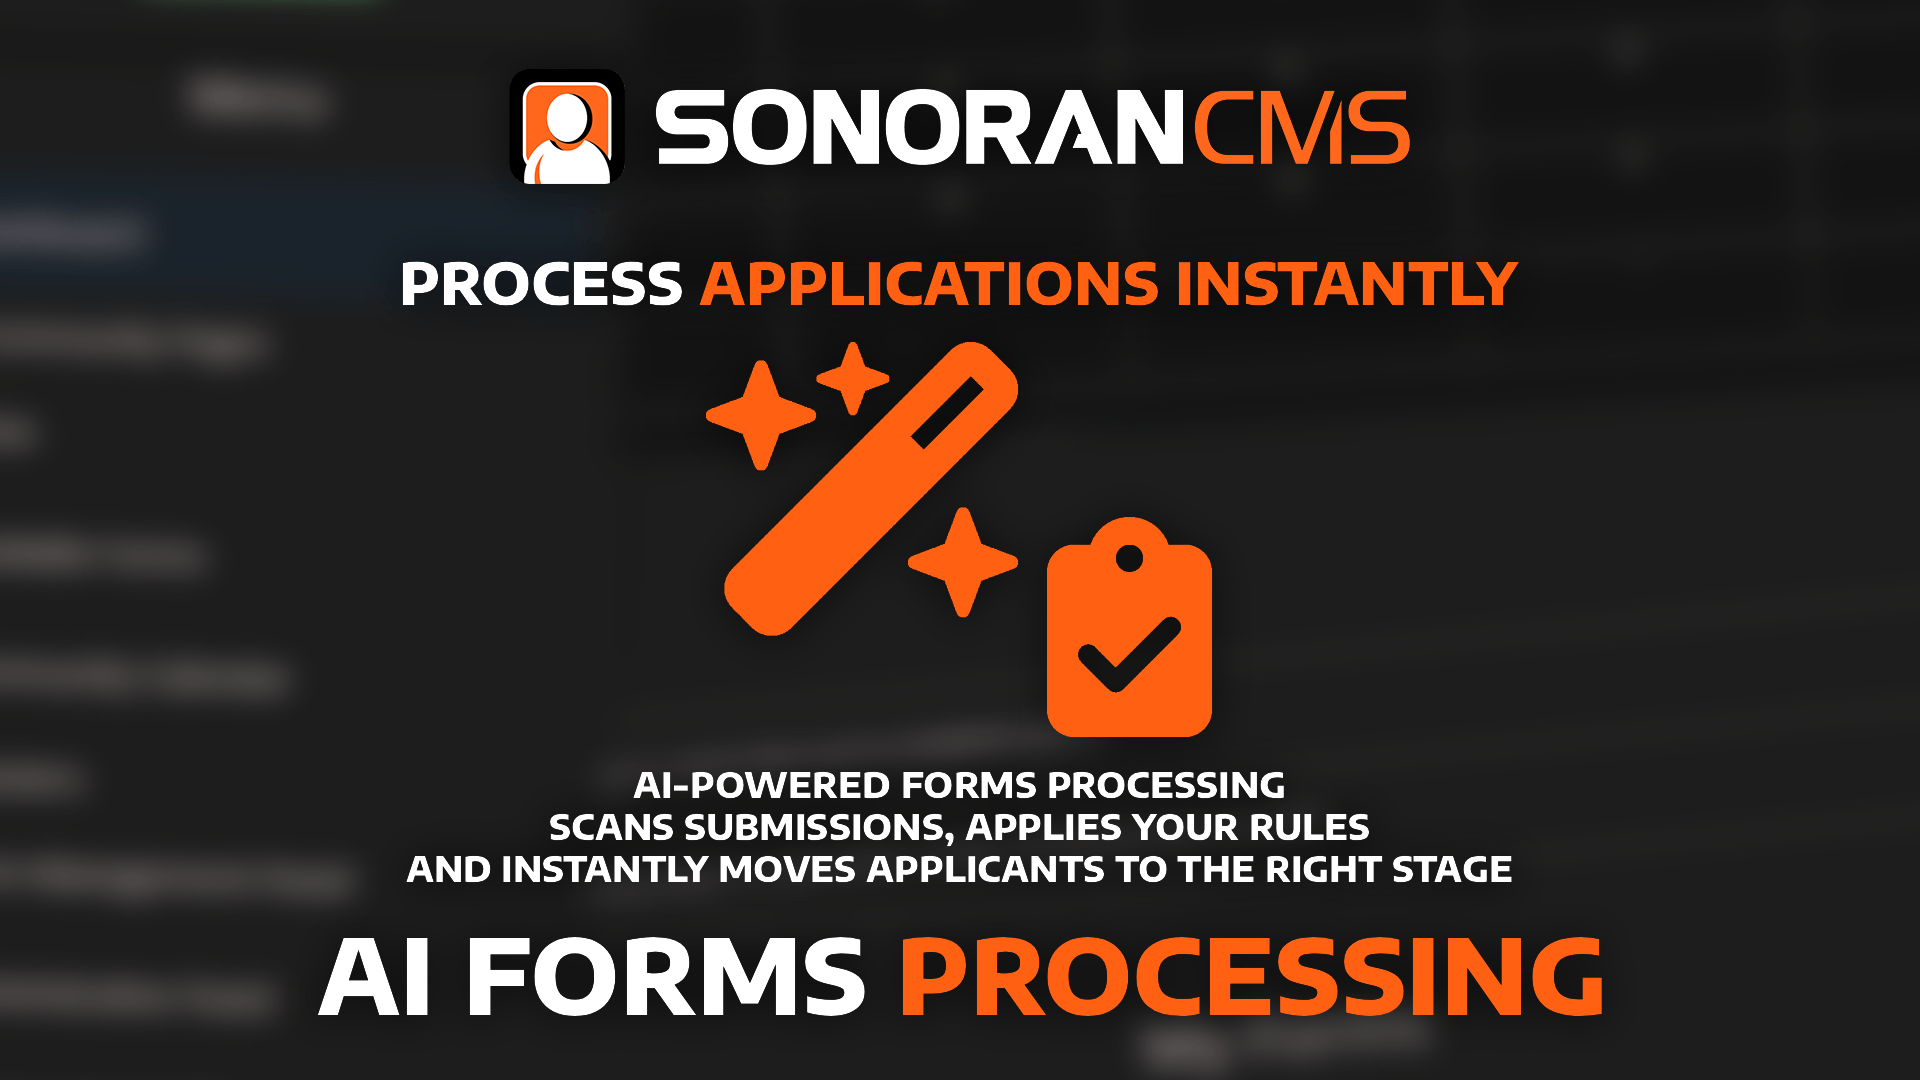 SONORANCMS
PROCESS APPLICATIONS INSTANTLY
AI-POWERED FORMS PROCESSING
SCANS SUBMISSIONS, APPLIES YOUR RULES
AND INSTANTLY MOVES APPLICANTS TO THE RIGHT STAGE
AI FORMS PROCESSING